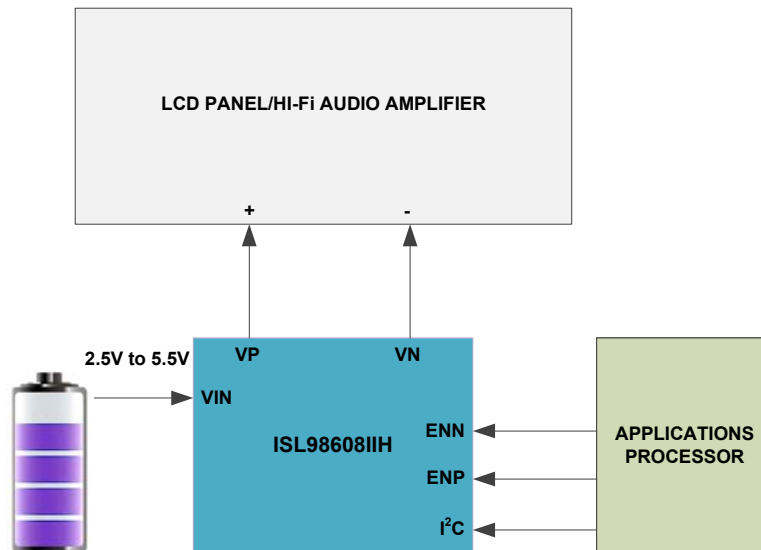 LCD PANEL/HI-Fi AUDIO AMPLIFIER
+
-
2.5V to 5.5V
VP
VN
VIN
ISL98608IIH
ENN
ENP
I²C
APPLICATIONS
PROCESSOR